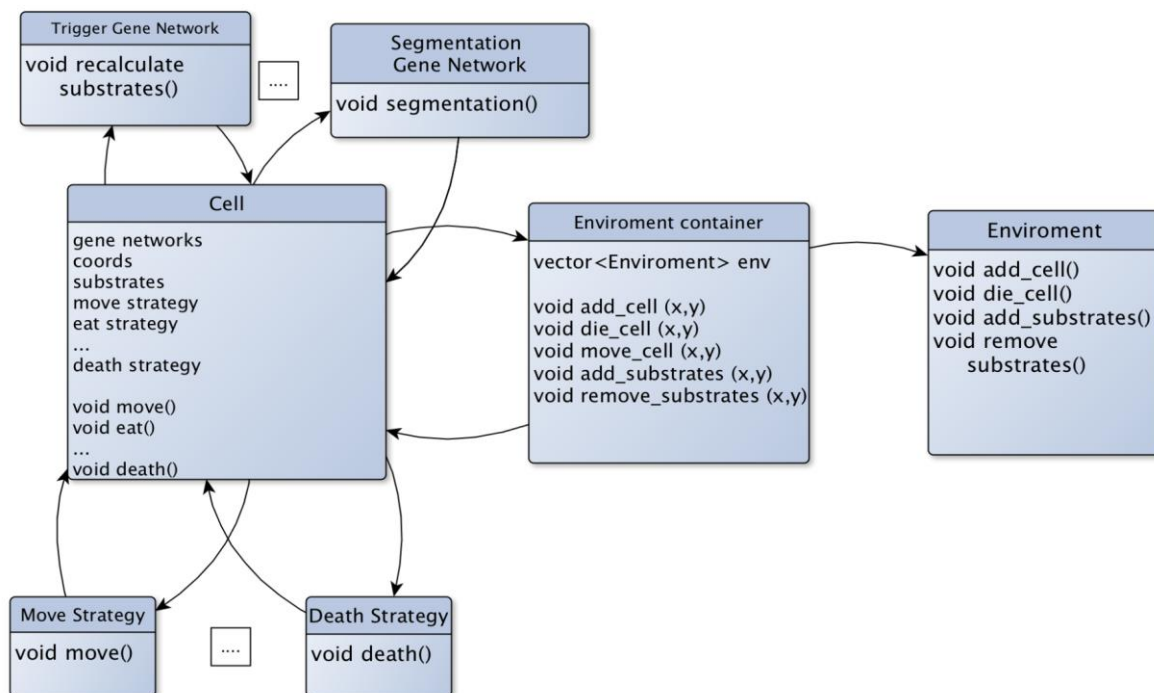 Trigger Gene Network
void recalculate
substrates()
....
Segmentation
Gene Network
void segmentation()
Cell
gene networks
coords
substrates
move strategy
eat strategy
...
death strategy
void move()
void eat()
...
void death()
Enviroment container
vector<Enviroment> env
void add_cell (x,y)
void die_cell (x,y)
void move_cell (x,y)
void add_substrates (x,y)
void remove_substrates (x,y)
Enviroment
void add_cell()
void die_cell()
void add_substrates()
void remove
substrates()
Move Strategy
void move()
....
Death Strategy
void death()